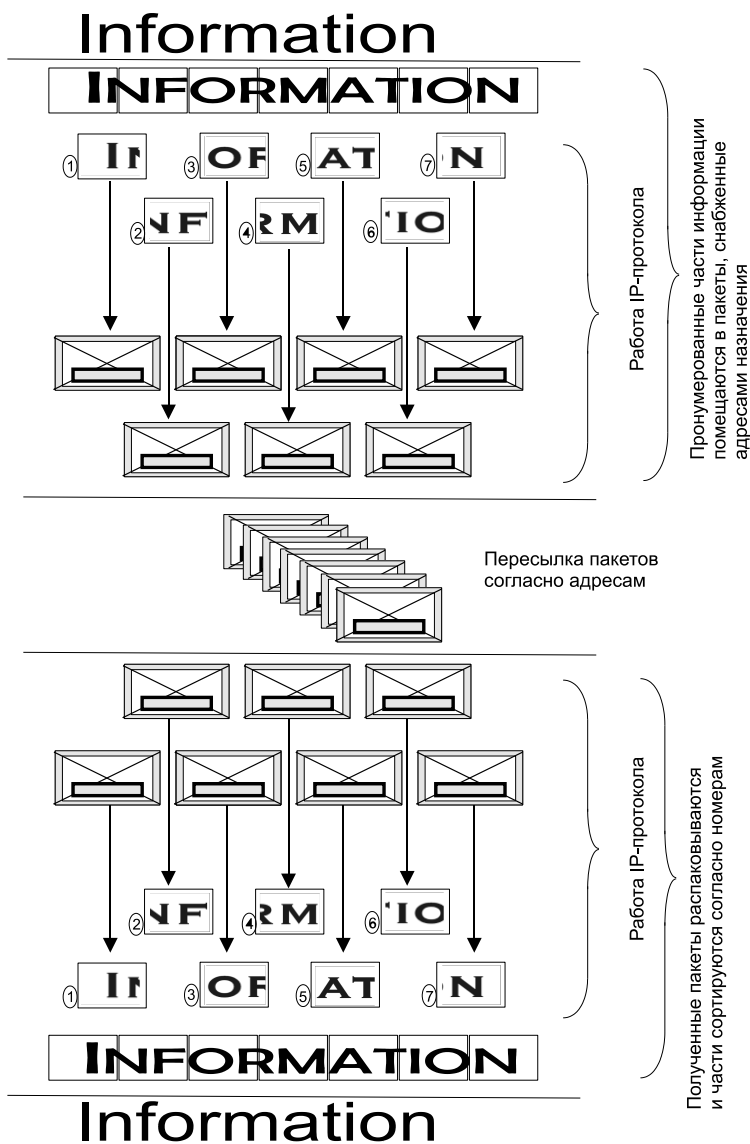 Information
INFORMATION
1 IN 3 OF 5 AT 7 N
2 NF 4 RM 6 IO
Работа IP-протокола
Пронумерованные части информации
помещаются в пакеты, снабженные
адресами назначения
Пересылка пакетов
согласно адресам
2 NF 4 RM 6 IO
1 IN 3 OF 5 AT 7 N
Работа IP-протокола
Полученные пакеты распаковываются
и части сортируются согласно номерам
INFORMATION
Information